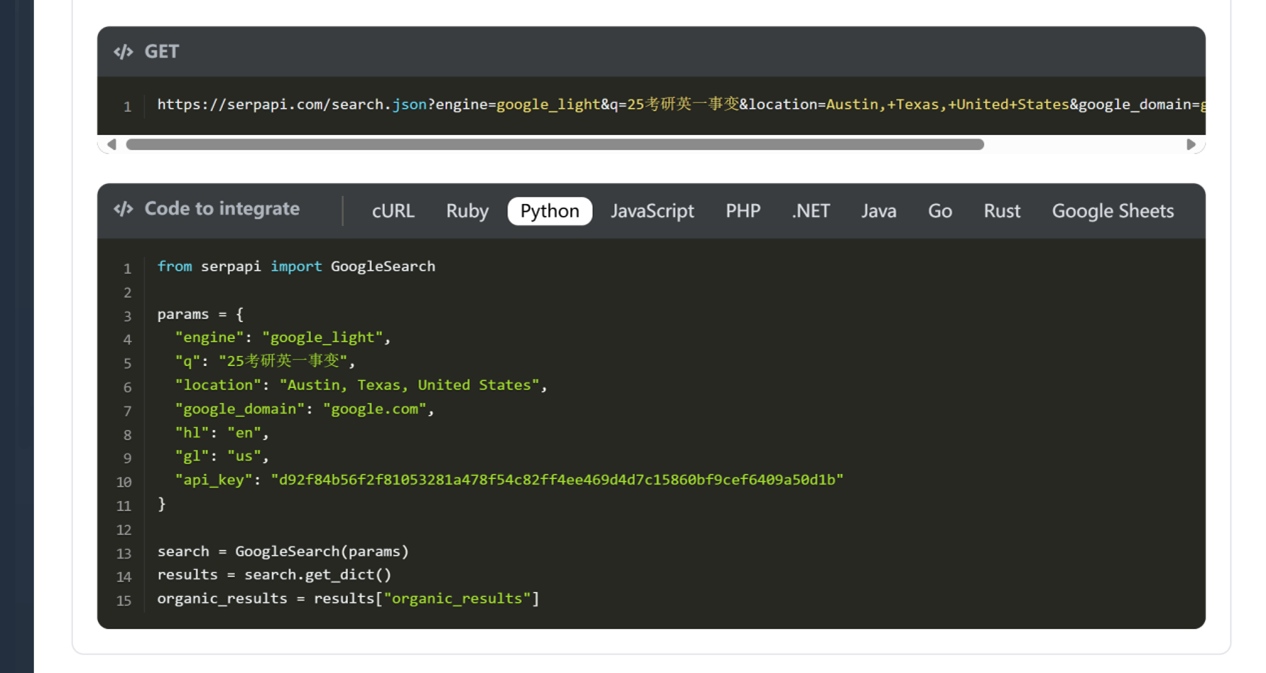 </> GET
1 https://serpapi.com/search.json?engine=google_light&q=25考研英一事变&location=Austin,+Texas,+United+States&google_domain=g
</> Code to integrate cURL Ruby Python JavaScript PHP .NET Java Go Rust Google Sheets
1 from serpapi import GoogleSearch
2
3 params = {
4 "engine": "google_light",
5 "q": "25考研英一事变",
6 "location": "Austin, Texas, United States",
7 "google_domain": "google.com",
8 "hl": "en",
9 "gl": "us",
10 "api_key": "d92f84b56f2f81053281a478f54c82ff4ee469d4d7c15860bf9cef6409a50d1b"
11 }
12
13 search = GoogleSearch(params)
14 results = search.get_dict()
15 organic_results = results["organic_results"]